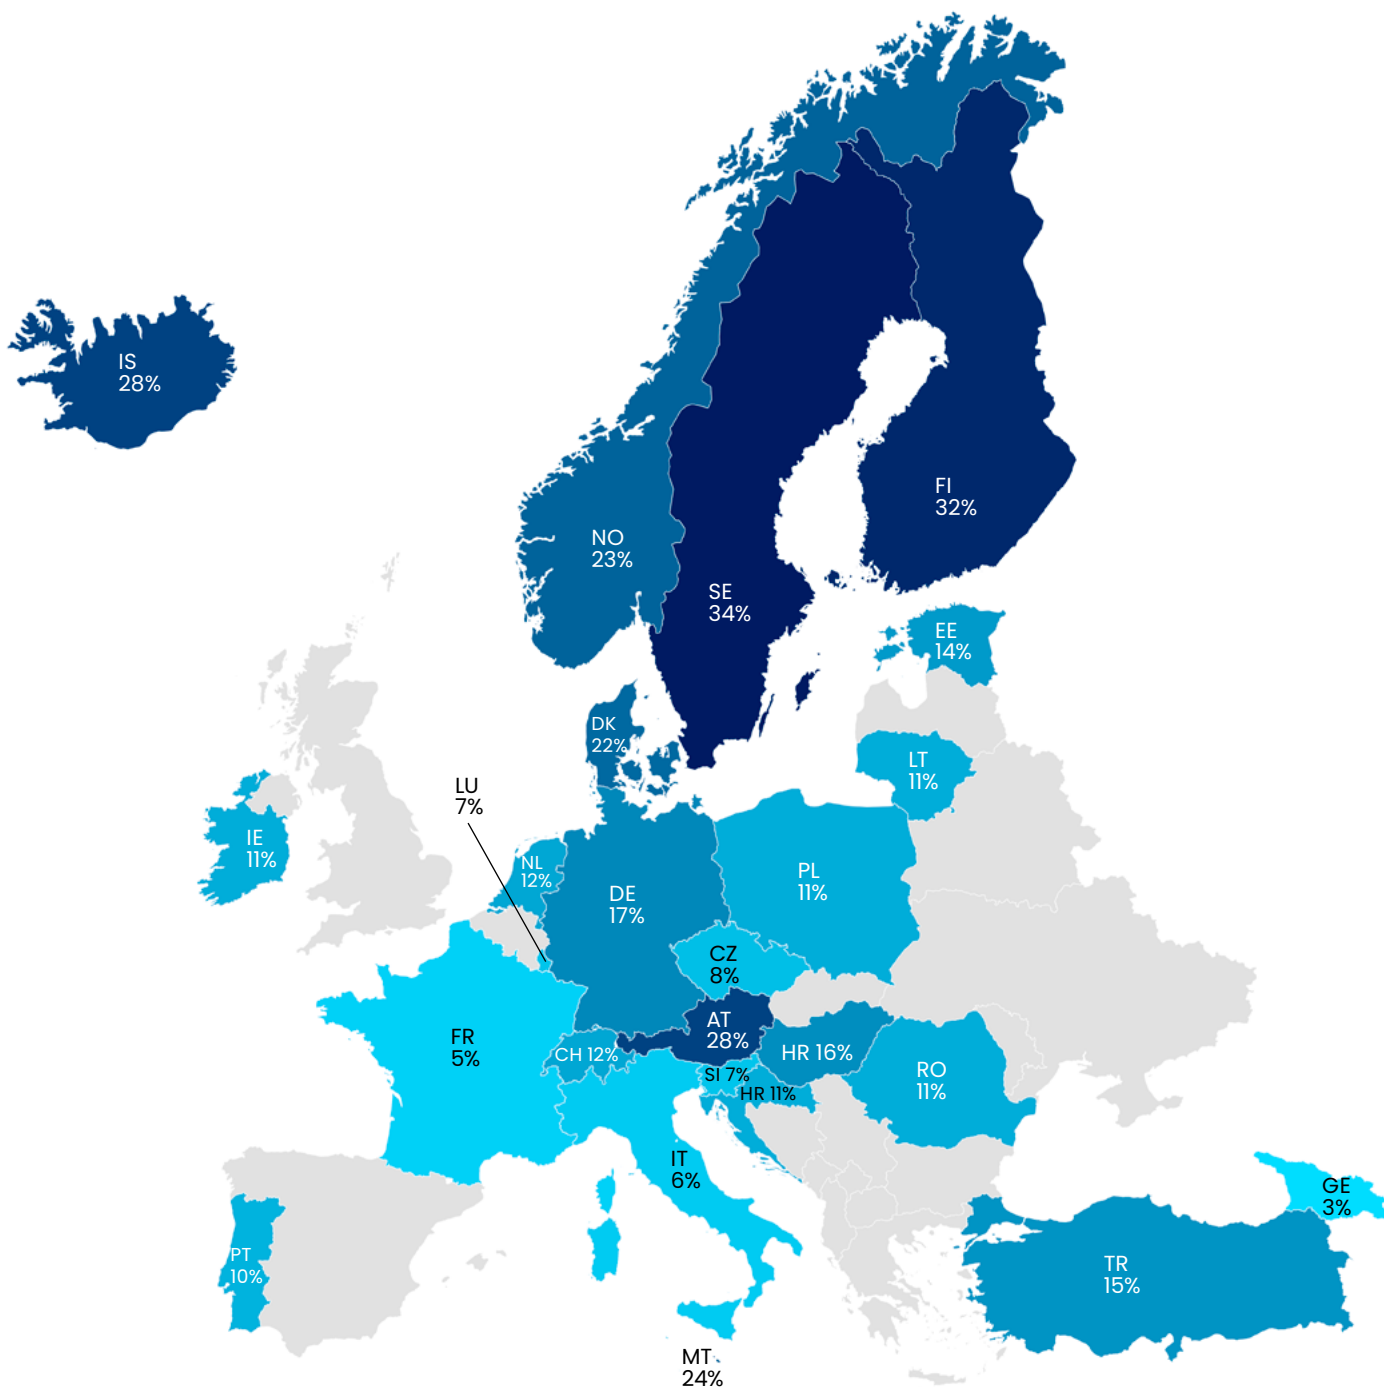 IS
28%
FI
32%
NO
23%
SE
34%
EE
14%
DK
22%
LT
11%
LU
7%
IE
11%
NL
12%
PL
11%
DE
17%
CZ
8%
AT
28%
FR
5%
CH 12%
HR 16%
SI 7%
HR 11%
RO
11%
IT
6%
GE
3%
PT
10%
TR
15%
MT
24%